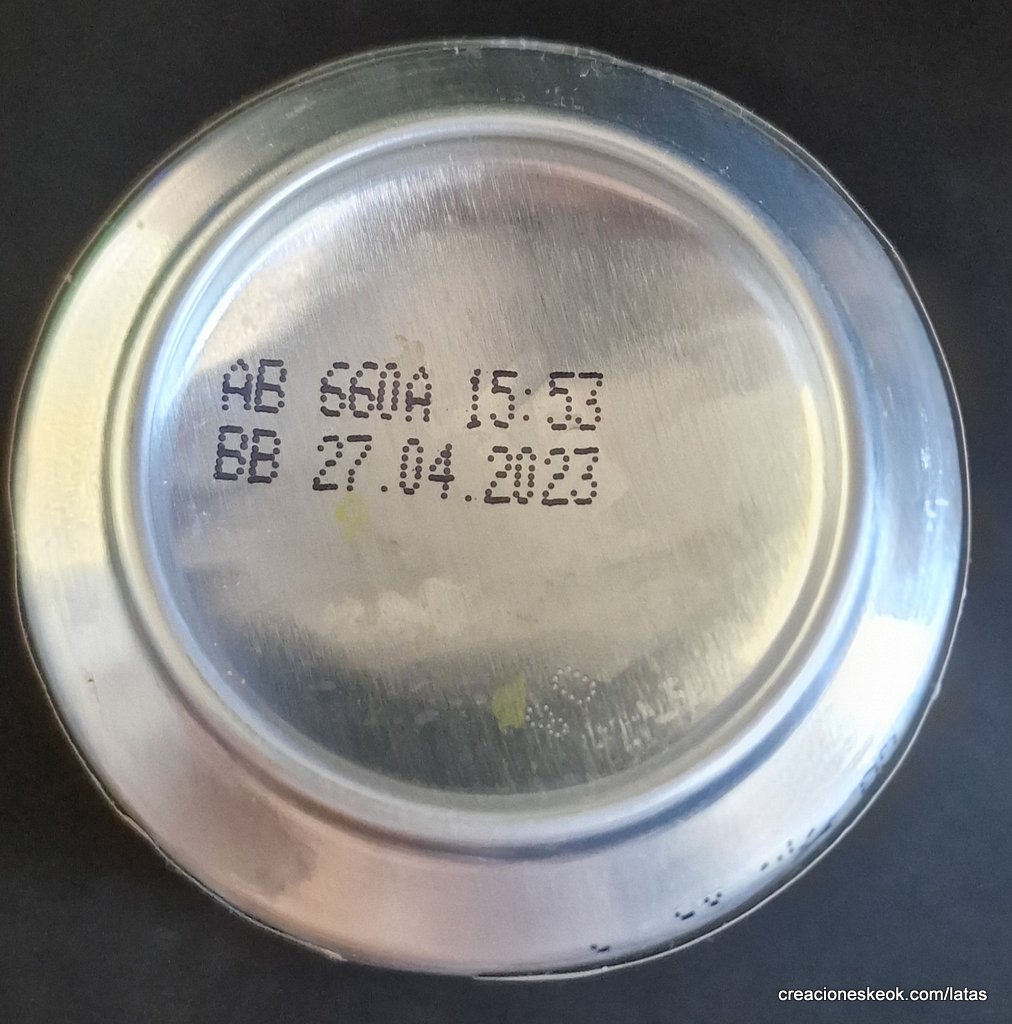 AB 660A 15:53
BB 27.04.2023
creacioneskeok.com/latas